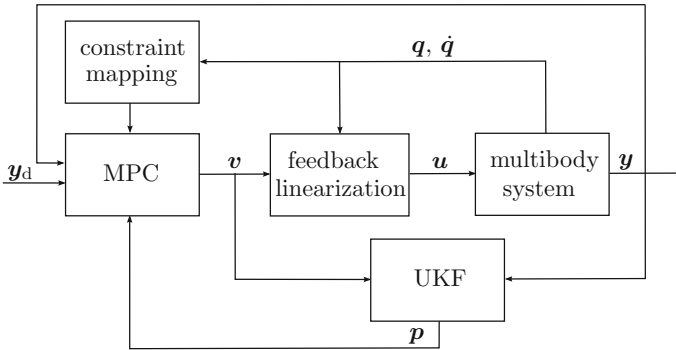 constraint
mapping
q, q̇
y_d
MPC
v
feedback
linearization
u
multibody
system
y
UKF
p